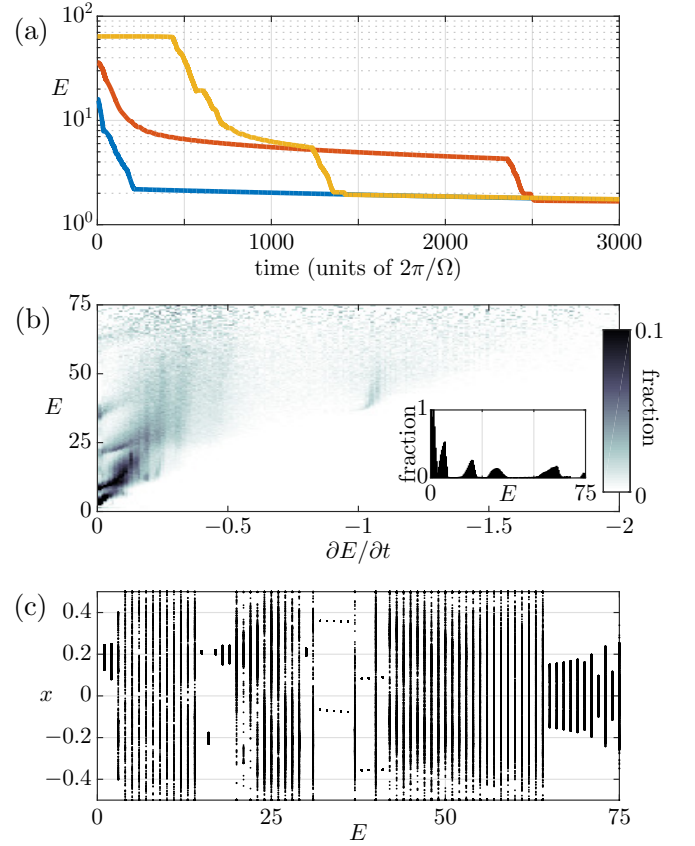 (a)
E
10^2
10^1
10^0
0 1000 2000 3000
time (units of 2π/Ω)
(b)
E
75
50
25
0
0 −0.5 −1 −1.5 −2
∂E/∂t
fraction
1
0
0 E 75
0.1
fraction
0
(c)
x
0.4
0.2
0
−0.2
−0.4
0 25 50 75
E